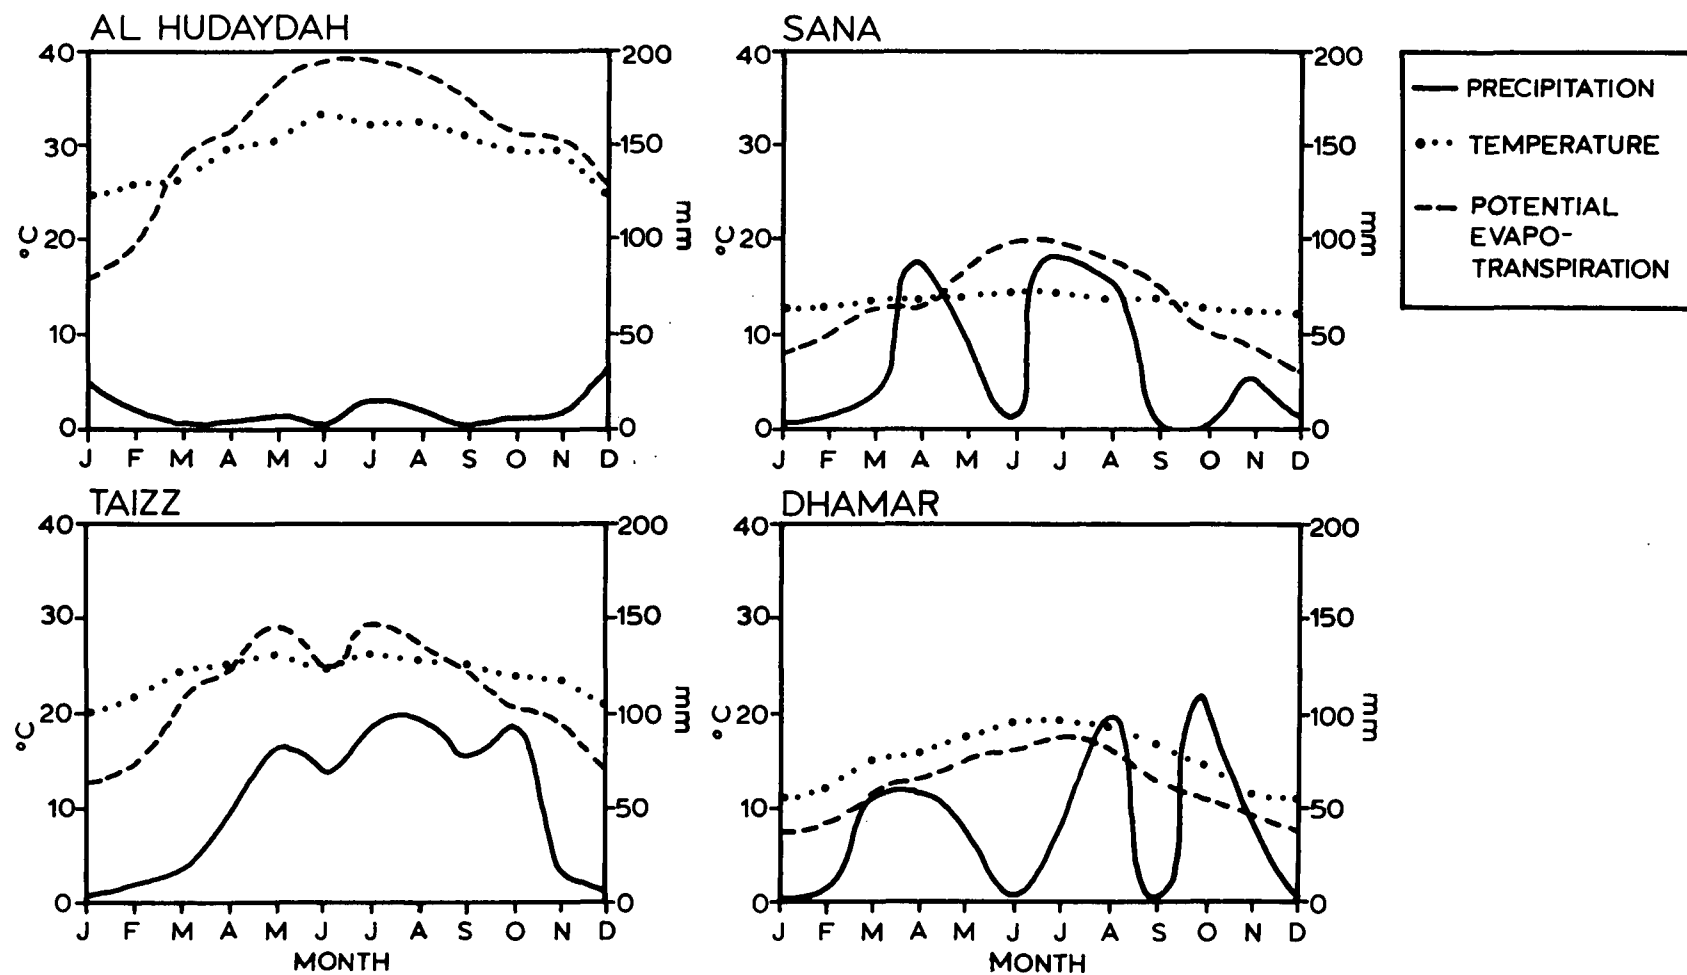 AL HUDAYDAH
40 200
30 150
°C 20 100 mm
10 50
0 0
J F M A M J J A S O N D
SANA
40 200
30 150
°C 20 100 mm
10 50
0 0
J F M A M J J A S O N D
PRECIPITATION
TEMPERATURE
POTENTIAL
EVAPO-
TRANSPIRATION
TAIZZ
40 200
30 150
°C 20 100 mm
10 50
0 0
J F M A M J J A S O N D
MONTH
DHAMAR
40 200
30 150
°C 20 100 mm
10 50
0 0
J F M A M J J A S O N D
MONTH